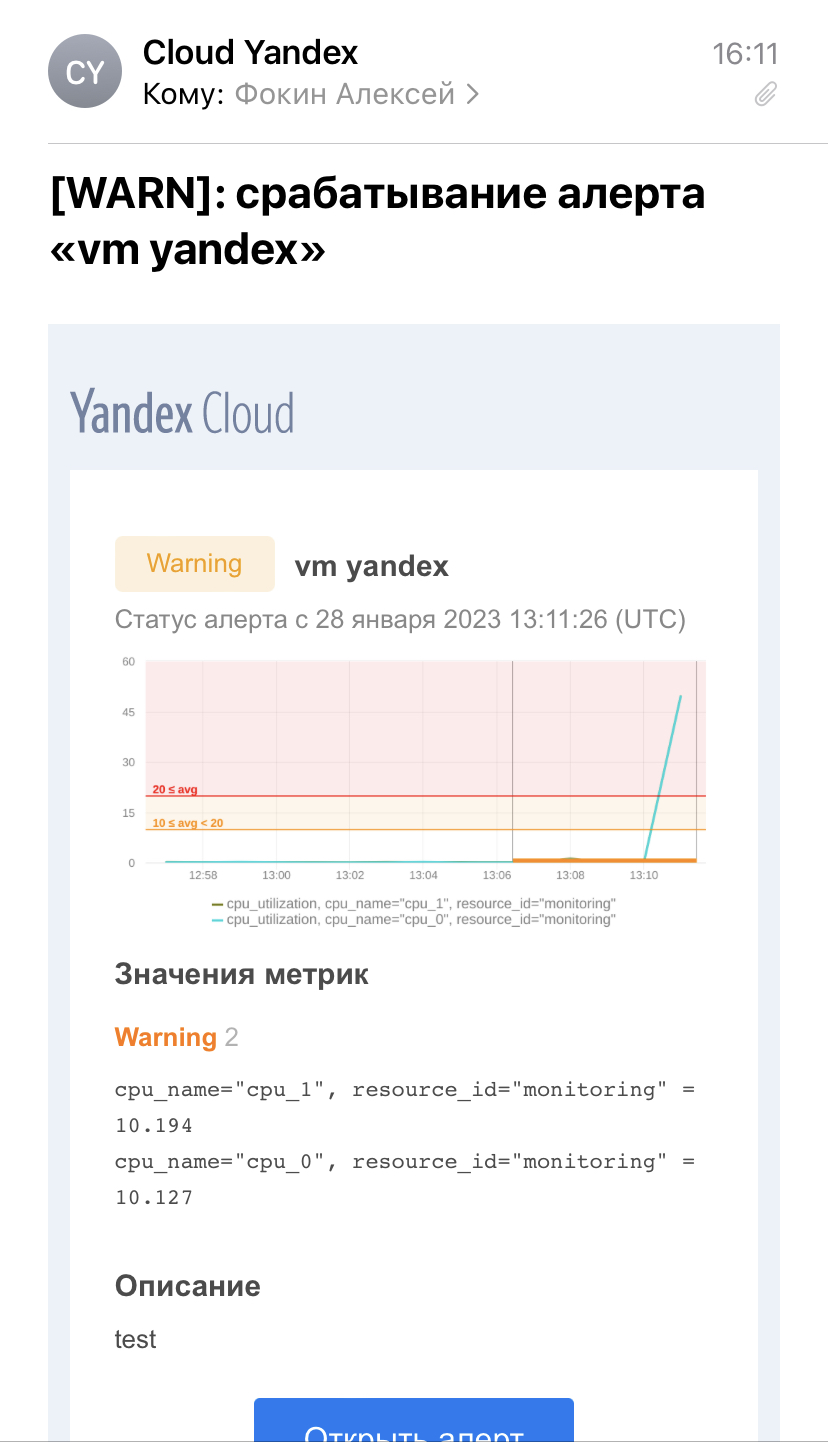 CY
Cloud Yandex
16:11
Кому: Фокин Алексей
[WARN]: срабатывание алерта
«vm yandex»
Yandex Cloud
Warning
vm yandex
Статус алерта с 28 января 2023 13:11:26 (UTC)
60
45
30
20 ≤ avg
15
10 ≤ avg < 20
0
12:58 13:00 13:02 13:04 13:06 13:08 13:10
cpu_utilization, cpu_name="cpu_1", resource_id="monitoring"
cpu_utilization, cpu_name="cpu_0", resource_id="monitoring"
Значения метрик
Warning 2
cpu_name="cpu_1", resource_id="monitoring" =
10.194
cpu_name="cpu_0", resource_id="monitoring" =
10.127
Описание
test
Открыть алерт